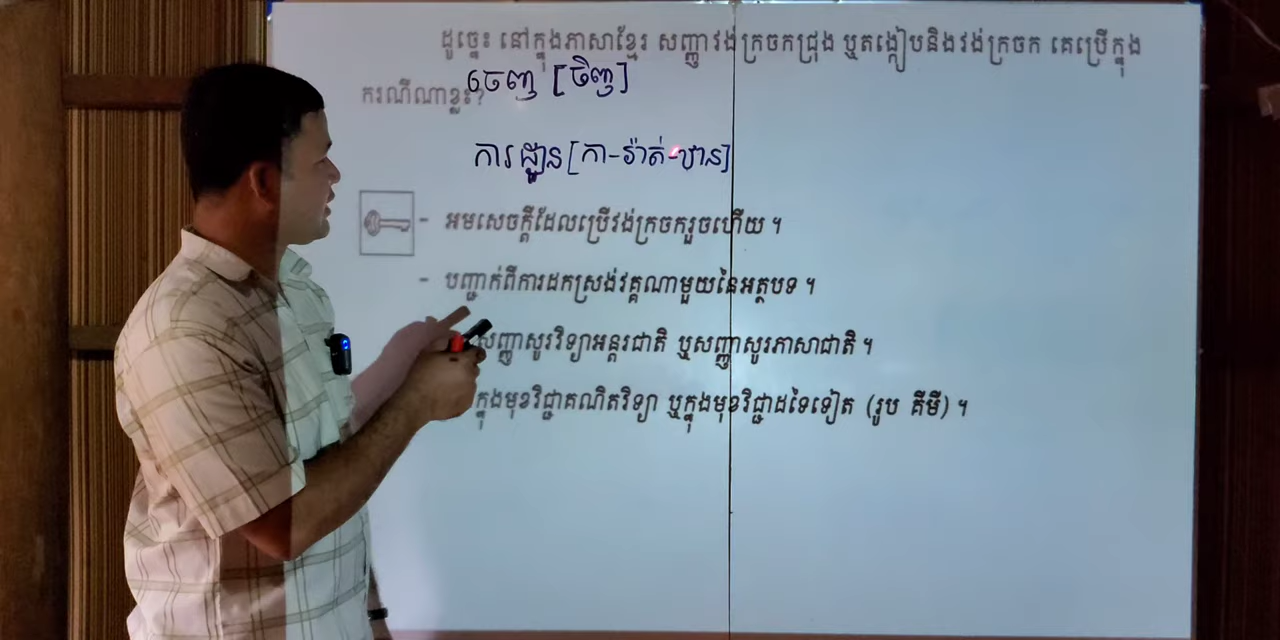 ដូច្នេះ នៅក្នុងភាសាខ្មែរ សញ្ញាវង់ក្រចកជ្រុង ឬតង្កៀបនិងវង់ក្រចក គេប្រើក្នុង
ចេញ [ចិញ]
ករណីណាខ្លះ?
ការដ្ឋាន [កា-រ៉ាត់-ឋាន]
- អមសេចក្តីដែលប្រើវង់ក្រចករួចហើយ ។
- បញ្ជាក់ពីការដកស្រង់វគ្គណាមួយនៃអត្ថបទ ។
សញ្ញាសូរវិទ្យាអន្តរជាតិ ឬសញ្ញាសូរភាសាជាតិ ។
ក្នុងមុខវិជ្ជាគណិតវិទ្យា ឬក្នុងមុខវិជ្ជាដទៃទៀត (រូប គីមី) ។